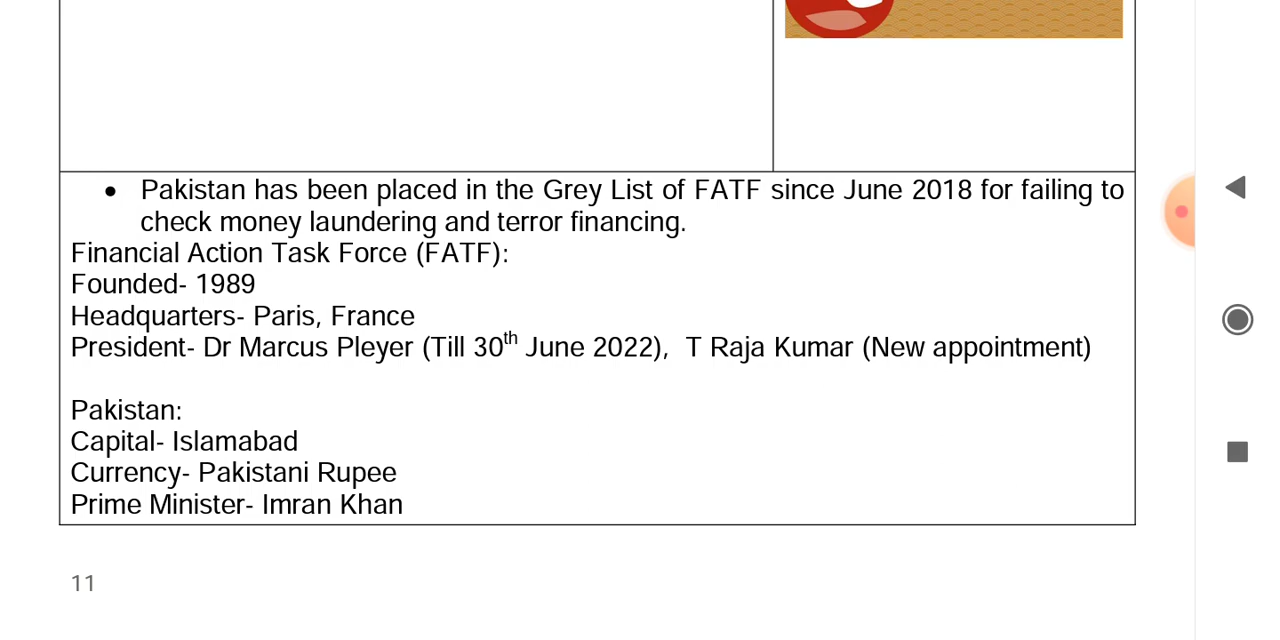 • Pakistan has been placed in the Grey List of FATF since June 2018 for failing to
check money laundering and terror financing.
Financial Action Task Force (FATF):
Founded- 1989
Headquarters- Paris, France
President- Dr Marcus Pleyer (Till 30th June 2022), T Raja Kumar (New appointment)
Pakistan:
Capital- Islamabad
Currency- Pakistani Rupee
Prime Minister- Imran Khan
11